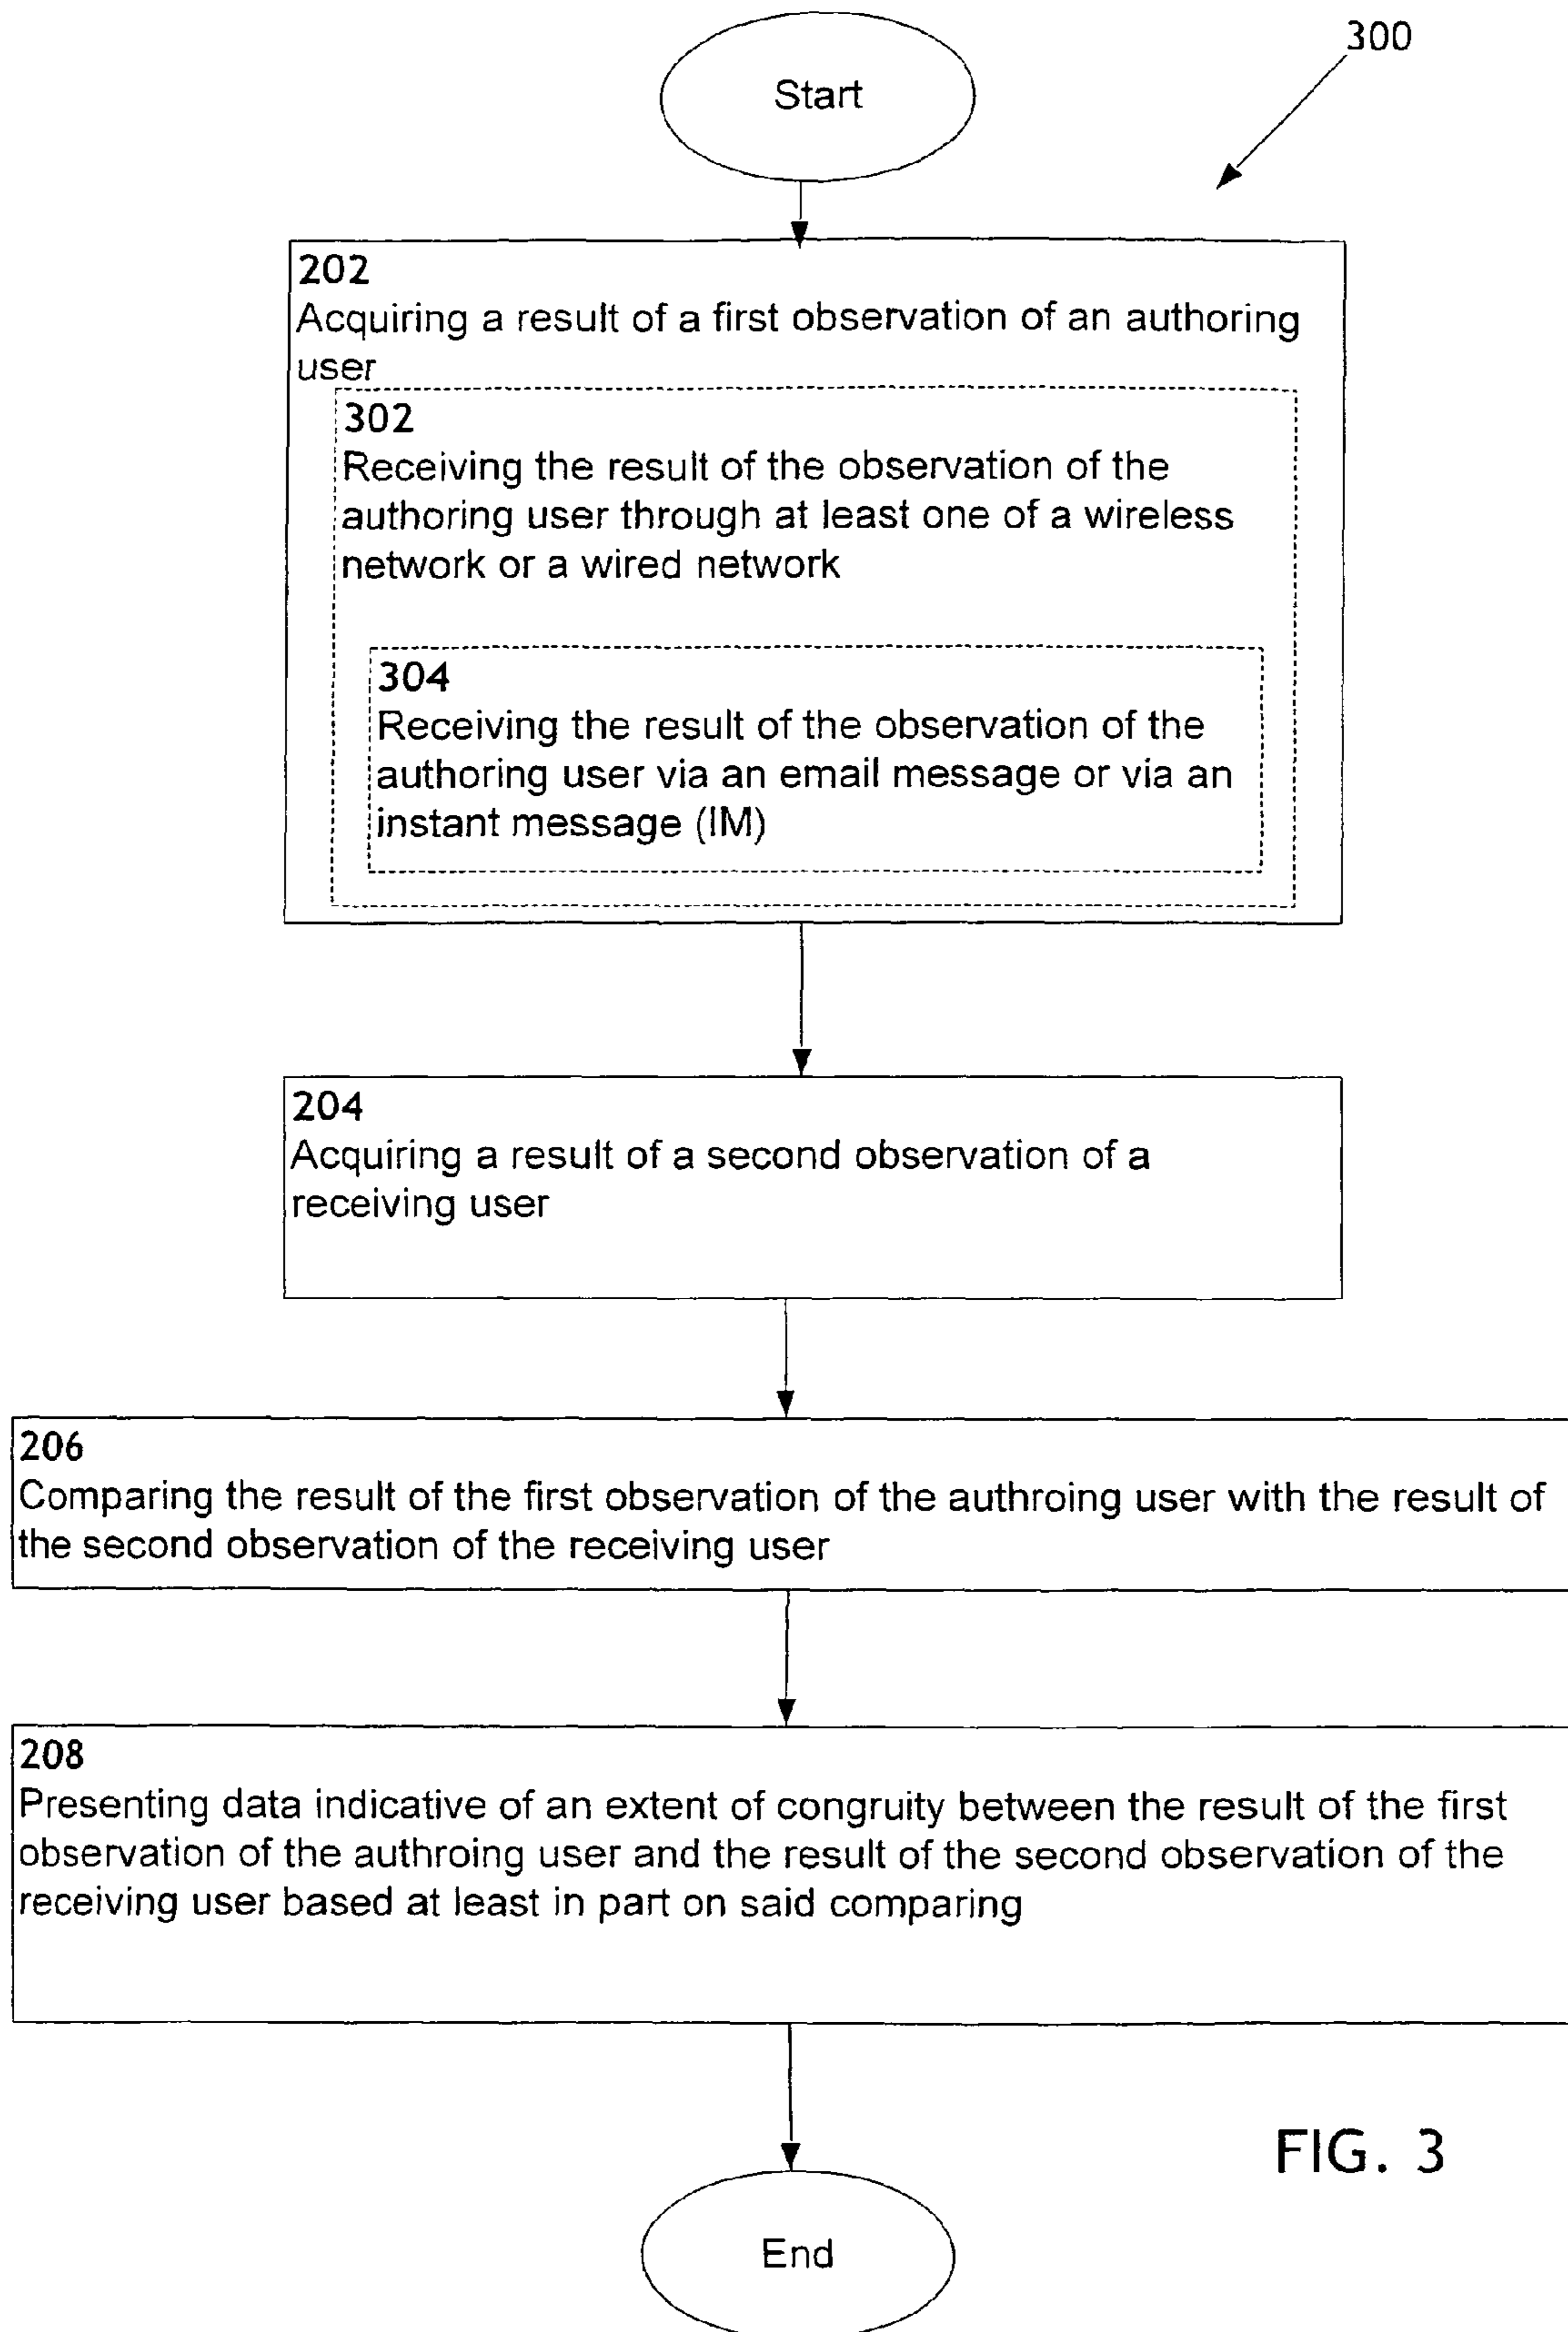 300
Start
202
Acquiring a result of a first observation of an authoring
user
302
Receiving the result of the observation of the
authoring user through at least one of a wireless
network or a wired network
304
Receiving the result of the observation of the
authoring user via an email message or via an
instant message (IM)
204
Acquiring a result of a second observation of a
receiving user
206
Comparing the result of the first observation of the authroing user with the result of
the second observation of the receiving user
208
Presenting data indicative of an extent of congruity between the result of the first
observation of the authroing user and the result of the second observation of the
receiving user based at least in part on said comparing
FIG. 3
End